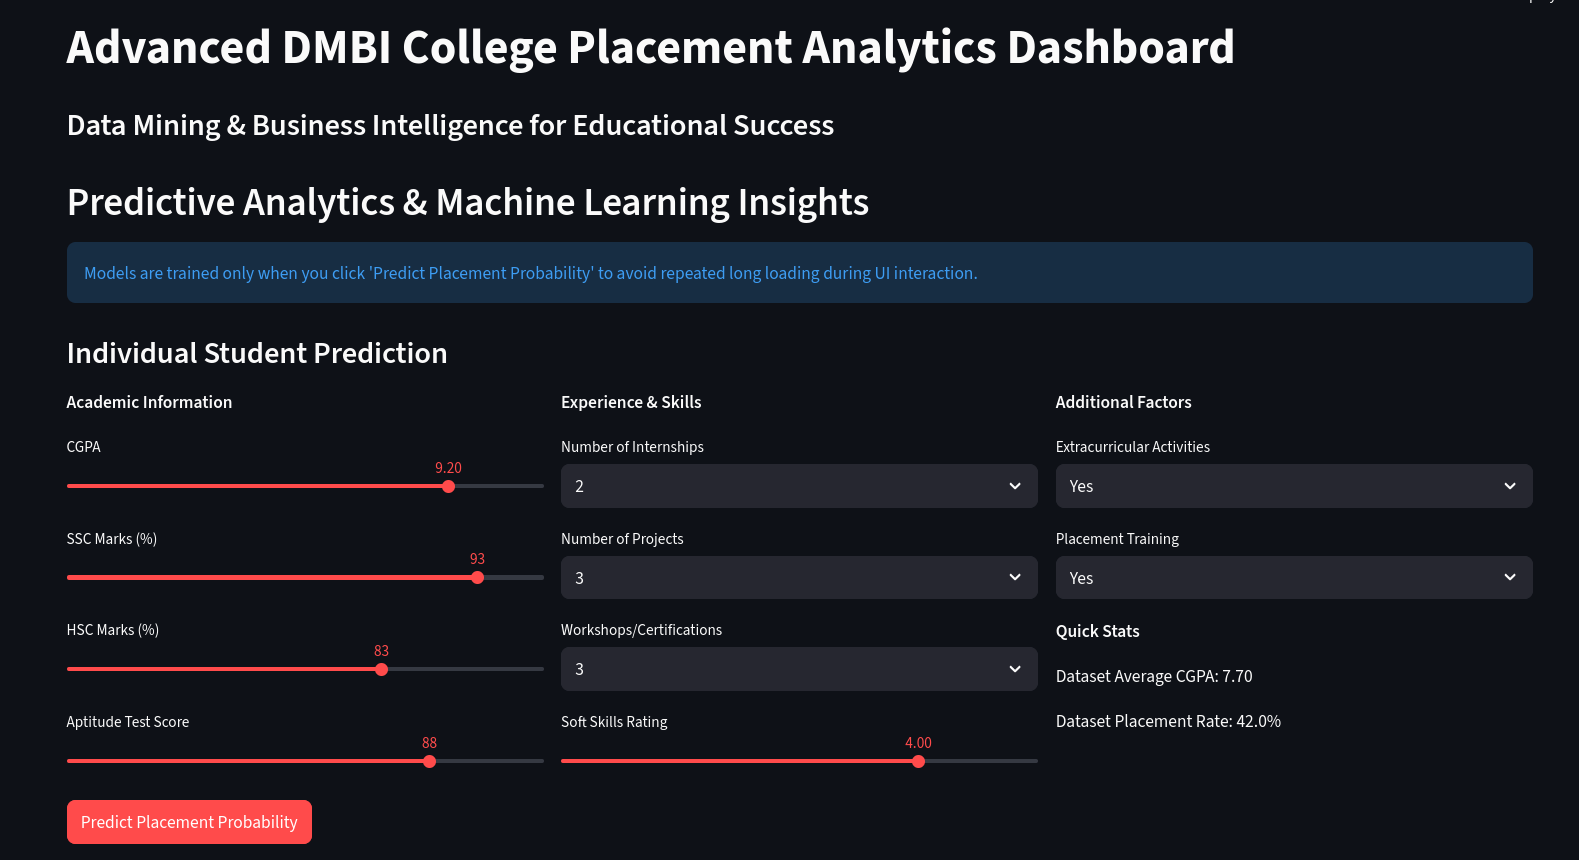 Advanced DMBI College Placement Analytics Dashboard
Data Mining & Business Intelligence for Educational Success
Predictive Analytics & Machine Learning Insights
Models are trained only when you click 'Predict Placement Probability' to avoid repeated long loading during UI interaction.
Individual Student Prediction
Academic Information
CGPA
9.20
SSC Marks (%)
93
HSC Marks (%)
83
Aptitude Test Score
88
Experience & Skills
Number of Internships
2
Number of Projects
3
Workshops/Certifications
3
Soft Skills Rating
4.00
Additional Factors
Extracurricular Activities
Yes
Placement Training
Yes
Quick Stats
Dataset Average CGPA: 7.70
Dataset Placement Rate: 42.0%
Predict Placement Probability